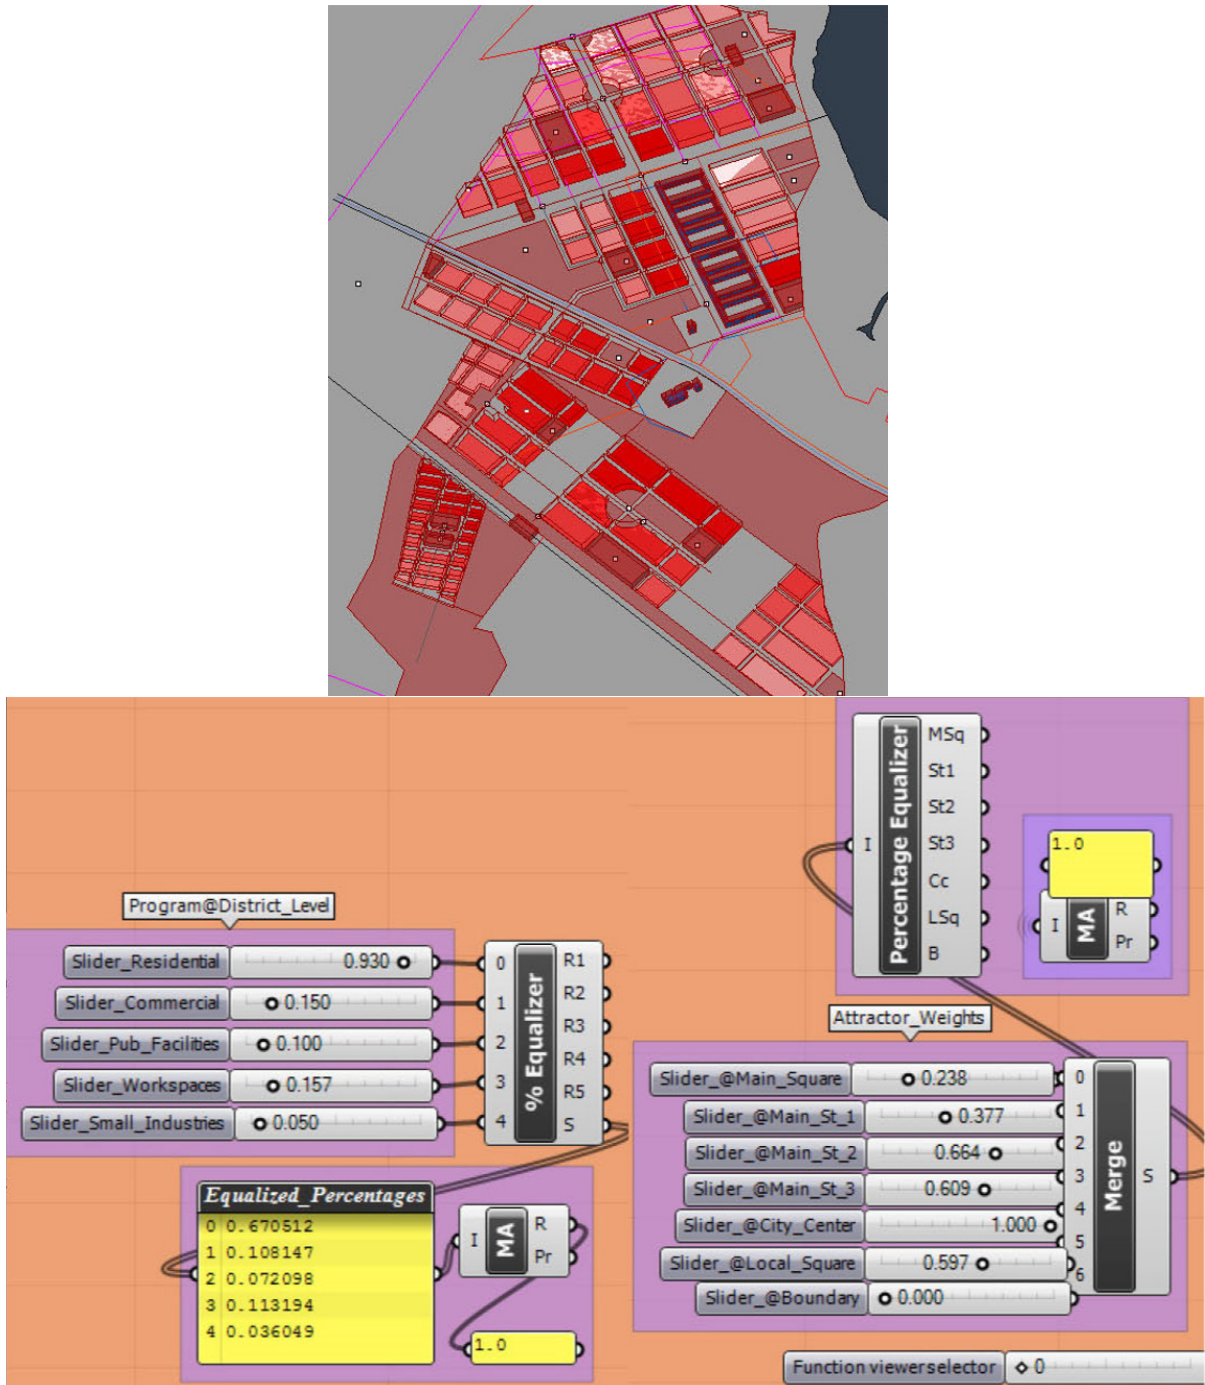 Program@District_Level
Slider_Residential 0.930
Slider_Commercial 0.150
Slider_Pub_Facilities 0.100
Slider_Workspaces 0.157
Slider_Small_Industries 0.050
0
1
2
3
4
% Equalizer
R1
R2
R3
R4
R5
S
Equalized_Percentages
0 0.670512
1 0.108147
2 0.072098
3 0.113194
4 0.036049
I MA R
Pr
1.0
I
Percentage Equalizer
MSq
St1
St2
St3
Cc
LSq
B
1.0
I MA R
Pr
Attractor_Weights
Slider_@Main_Square 0.238
Slider_@Main_St_1 0.377
Slider_@Main_St_2 0.664
Slider_@Main_St_3 0.609
Slider_@City_Center 1.000
Slider_@Local_Square 0.597
Slider_@Boundary 0.000
0
1
2
3
4
5
6
Merge
S
Function viewerselector 0